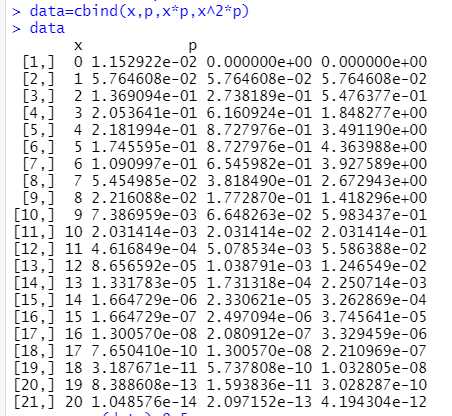 > data=cbind(x,p,x*p,x^2*p)
> data
x p
[1,] 0 1.152922e-02 0.000000e+00 0.000000e+00
[2,] 1 5.764608e-02 5.764608e-02 5.764608e-02
[3,] 2 1.369094e-01 2.738189e-01 5.476377e-01
[4,] 3 2.053641e-01 6.160924e-01 1.848277e+00
[5,] 4 2.181994e-01 8.727976e-01 3.491190e+00
[6,] 5 1.745595e-01 8.727976e-01 4.363988e+00
[7,] 6 1.090997e-01 6.545982e-01 3.927589e+00
[8,] 7 5.454985e-02 3.818490e-01 2.672943e+00
[9,] 8 2.216088e-02 1.772870e-01 1.418296e+00
[10,] 9 7.386959e-03 6.648263e-02 5.983437e-01
[11,] 10 2.031414e-03 2.031414e-02 2.031414e-01
[12,] 11 4.616849e-04 5.078534e-03 5.586388e-02
[13,] 12 8.656592e-05 1.038791e-03 1.246549e-02
[14,] 13 1.331783e-05 1.731318e-04 2.250714e-03
[15,] 14 1.664729e-06 2.330621e-05 3.262869e-04
[16,] 15 1.664729e-07 2.497094e-06 3.745641e-05
[17,] 16 1.300570e-08 2.080912e-07 3.329459e-06
[18,] 17 7.650410e-10 1.300570e-08 2.210969e-07
[19,] 18 3.187671e-11 5.737808e-10 1.032805e-08
[20,] 19 8.388608e-13 1.593836e-11 3.028287e-10
[21,] 20 1.048576e-14 2.097152e-13 4.194304e-12